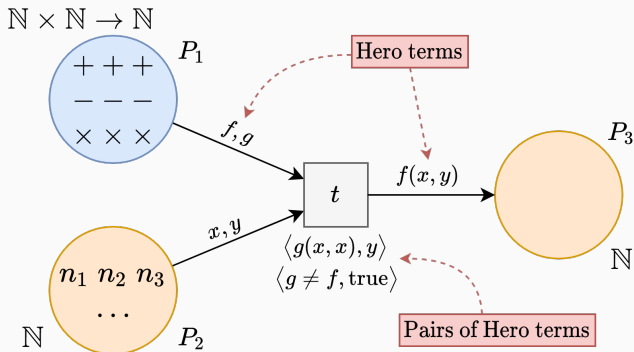 ℕ × ℕ → ℕ
P₁
+ + +
− − −
× × ×
Hero terms
f, g
P₃
t
f(x, y)
x, y
⟨g(x, x), y⟩
⟨g ≠ f, true⟩
n₁ n₂ n₃
...
ℕ
P₂
ℕ
Pairs of Hero terms